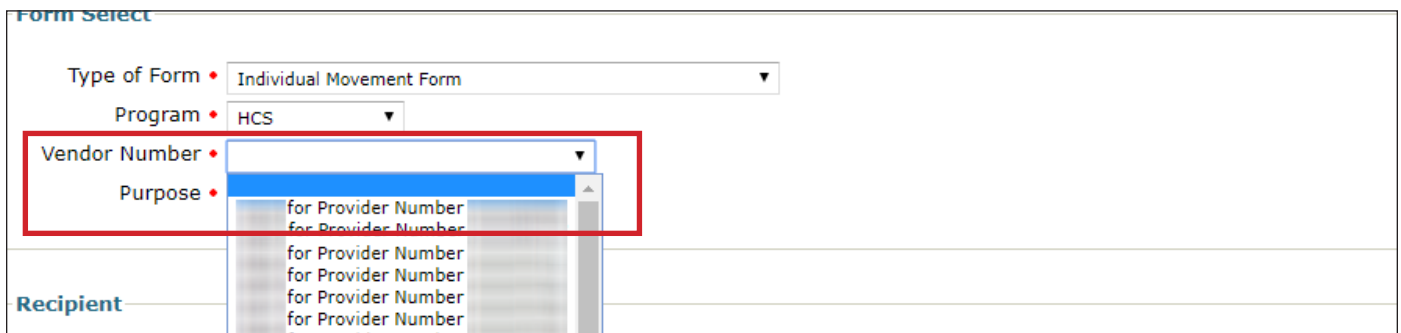 Form Select
Type of Form • Individual Movement Form
Program • HCS
Vendor Number •
Purpose •
for Provider Number
for Provider Number
for Provider Number
for Provider Number
for Provider Number
for Provider Number
Recipient